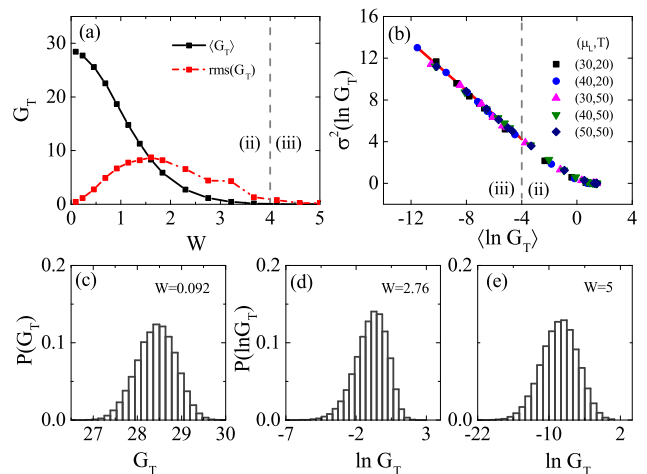 (a)
⟨G_T⟩
rms(G_T)
G_T
30
20
10
0
(ii)
(iii)
0 1 2 3 4 5
W
(b)
(μ_L,T)
(30,20)
(40,20)
(30,50)
(40,50)
(50,50)
σ²(ln G_T)
16
12
8
4
0
(iii)
(ii)
-12 -8 -4 0 4
⟨ln G_T⟩
(c)
W=0.092
P(G_T)
0.2
0.1
0.0
27 28 29 30
G_T
(d)
W=2.76
P(lnG_T)
0.2
0.1
0.0
-7 -2 3
ln G_T
(e)
W=5
0.2
0.1
0.0
-22 -10 2
ln G_T